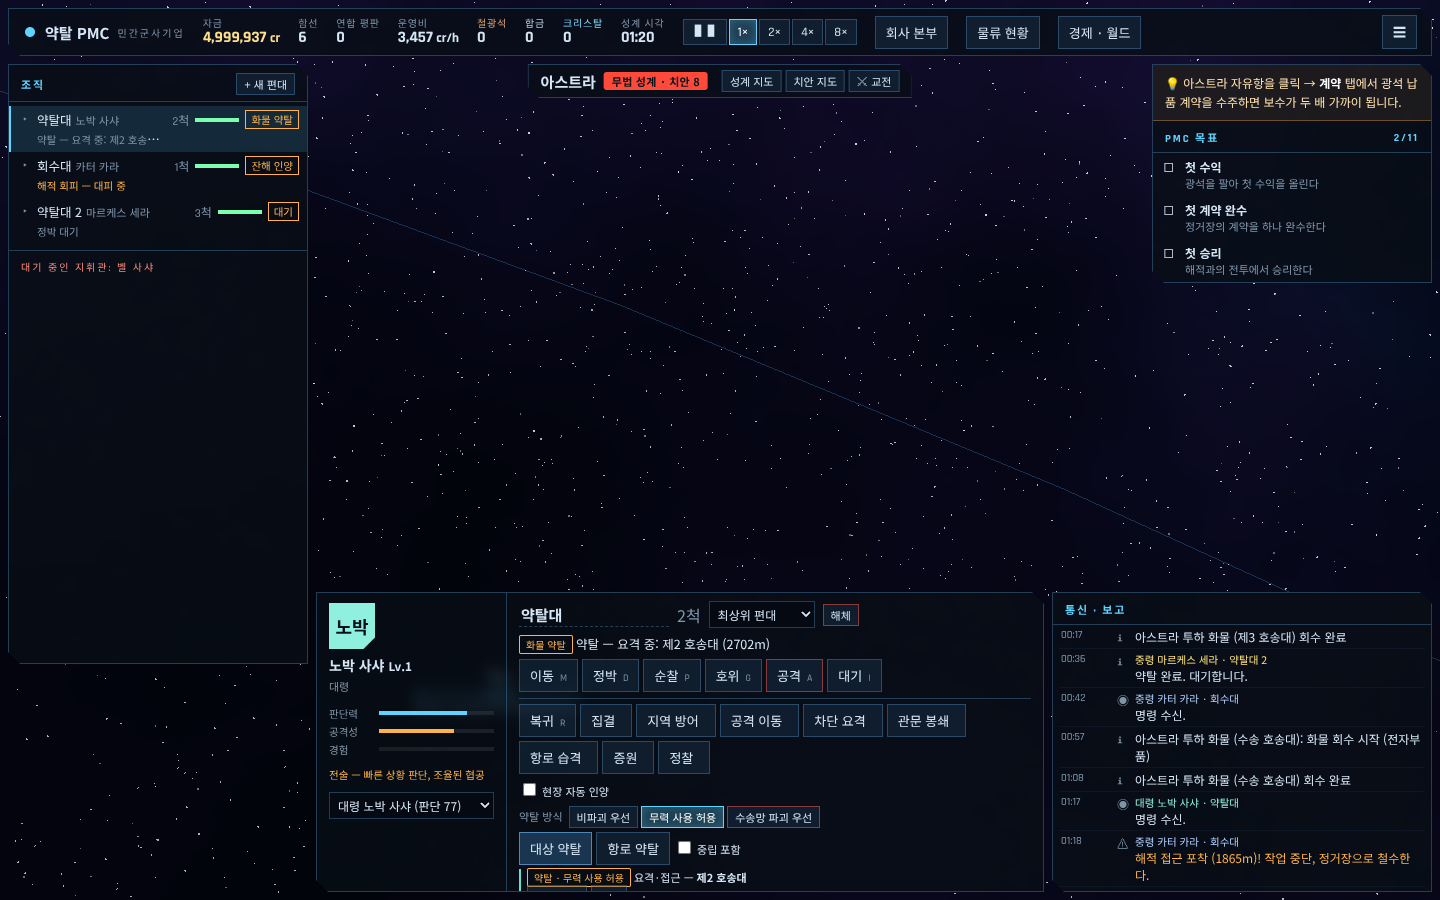 약탈 PMC 민간군사기업
자금 4,999,937 cr
함선 6
연합 평판 0
운영비 3,457 cr/h
철광석 0
합금 0
크리스탈 0
성계 시각 01:20
1× 2× 4× 8×
회사 본부 물류 현황 경제 · 월드
조직 + 새 편대
약탈대 노박 사샤 2척 화물 약탈
약탈 — 요격 중: 제2 호송…
회수대 카터 카라 1척 잔해 인양
해적 회피 — 대피 중
약탈대 2 마르케스 세라 3척 대기
정박 대기
대기 중인 지휘관: 벨 사샤
아스트라 무법 성계 · 치안 8 성계 지도 치안 지도 ⚔ 교전
💡 아스트라 자유항을 클릭 → 계약 탭에서 광석 납
품 계약을 수주하면 보수가 두 배 가까이 됩니다.
PMC 목표 2/11
첫 수익
광석을 팔아 첫 수익을 올린다
첫 계약 완수
정거장의 계약을 하나 완수한다
첫 승리
해적과의 전투에서 승리한다
노박
노박 사샤 Lv.1
대령
판단력
공격성
경험
전술 — 빠른 상황 판단, 조율된 협공
대령 노박 사샤 (판단 77)
약탈대 2척 최상위 편대 해체
화물 약탈 약탈 — 요격 중: 제2 호송대 (2702m)
이동 M 정박 D 순찰 P 호위 G 공격 A 대기 I
복귀 R 집결 지역 방어 공격 이동 차단 요격 관문 봉쇄
항로 습격 증원 정찰
현장 자동 인양
약탈 방식 비파괴 우선 무력 사용 허용 수송망 파괴 우선
대상 약탈 항로 약탈 중립 포함
약탈 · 무력 사용 허용 요격·접근 — 제2 호송대
통신 · 보고
00:17 아스트라 투하 화물 (제3 호송대) 회수 완료
00:36 중령 마르케스 세라 · 약탈대 2
약탈 완료. 대기합니다.
00:42 중령 카터 카라 · 회수대
명령 수신.
00:57 아스트라 투하 화물 (수송 호송대): 화물 회수 시작 (전자부
품)
01:08 아스트라 투하 화물 (수송 호송대) 회수 완료
01:17 대령 노박 사샤 · 약탈대
명령 수신.
01:18 중령 카터 카라 · 회수대
해적 접근 포착 (1865m)! 작업 중단, 정거장으로 철수한
다.